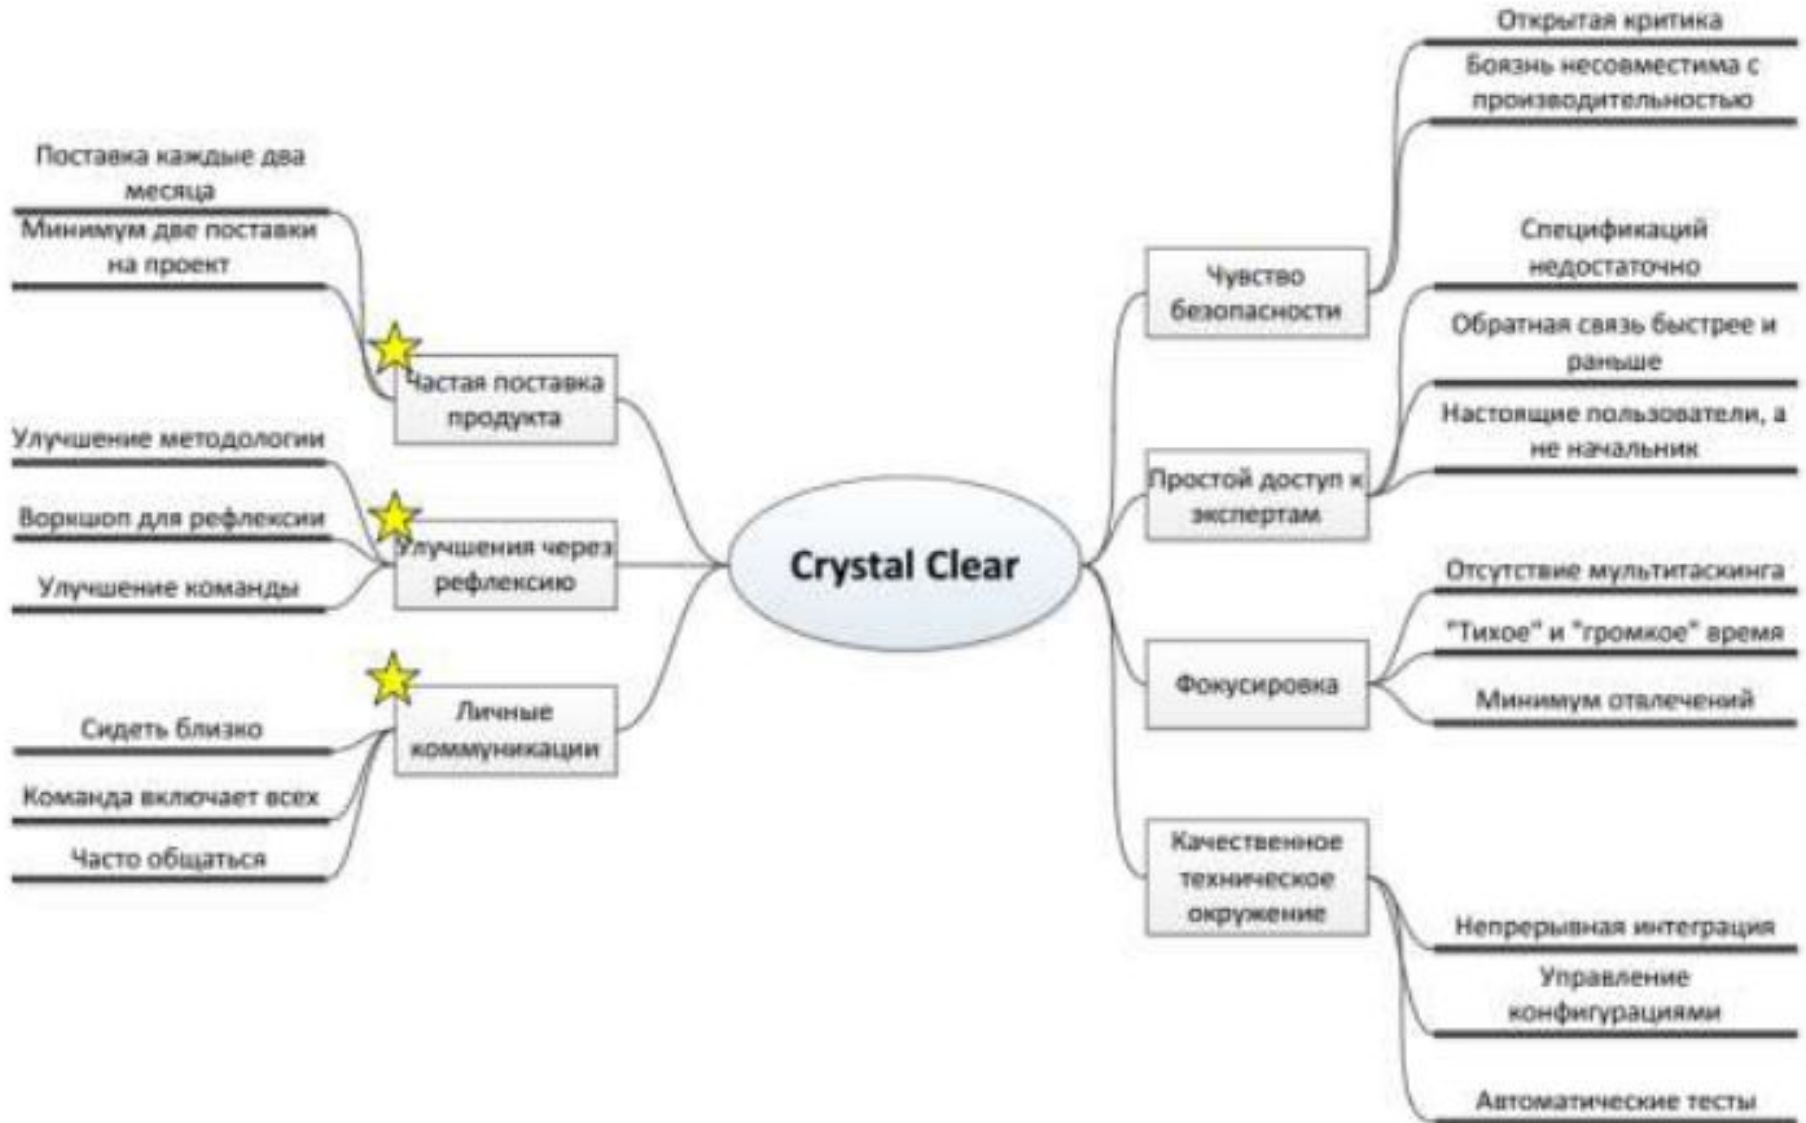 Поставка каждые два
месяца
Минимум две поставки
на проект
Частая поставка
продукта
Улучшение методологии
Воркшоп для рефлексии
Улучшение команды
Улучшения через
рефлексию
Личные
коммуникации
Сидеть близко
Команда включает всех
Часто общаться
Crystal Clear
Открытая критика
Боязнь несовместима с
производительностью
Чувство
безопасности
Спецификаций
недостаточно
Обратная связь быстрее и
раньше
Настоящие пользователи, а
не начальник
Простой доступ к
экспертам
Отсутствие мультитаскинга
"Тихое" и "громкое" время
Минимум отвлечений
Фокусировка
Качественное
техническое
окружение
Непрерывная интеграция
Управление
конфигурациями
Автоматические тесты